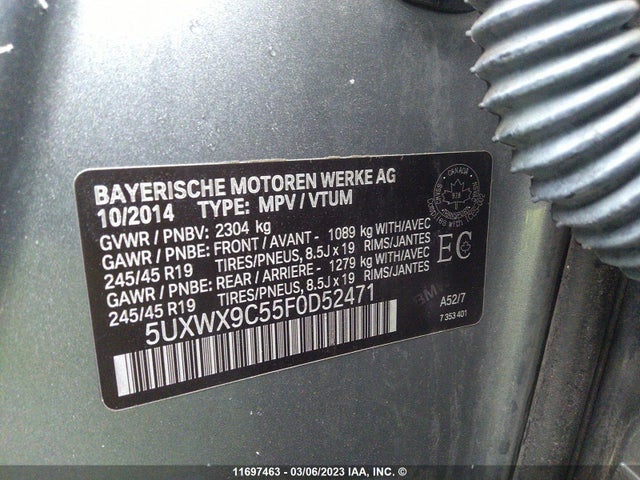 BAYERISCHE MOTOREN WERKE AG
10/2014 TYPE: MPV / VTUM
GVWR / PNBV: 2304 kg
GAWR / PNBE: FRONT / AVANT - 1089 kg WITH/AVEC
245/45 R19 TIRES/PNEUS, 8.5J x 19 RIMS/JANTES
GAWR / PNBE: REAR / ARRIERE - 1279 kg WITH/AVEC
245/45 R19 TIRES/PNEUS, 8.5J x 19 RIMS/JANTES
5UXWX9C55F0D52471
CANADA
EC
A52/7
7 353 401
11697463 - 03/06/2023 IAA, INC. ©